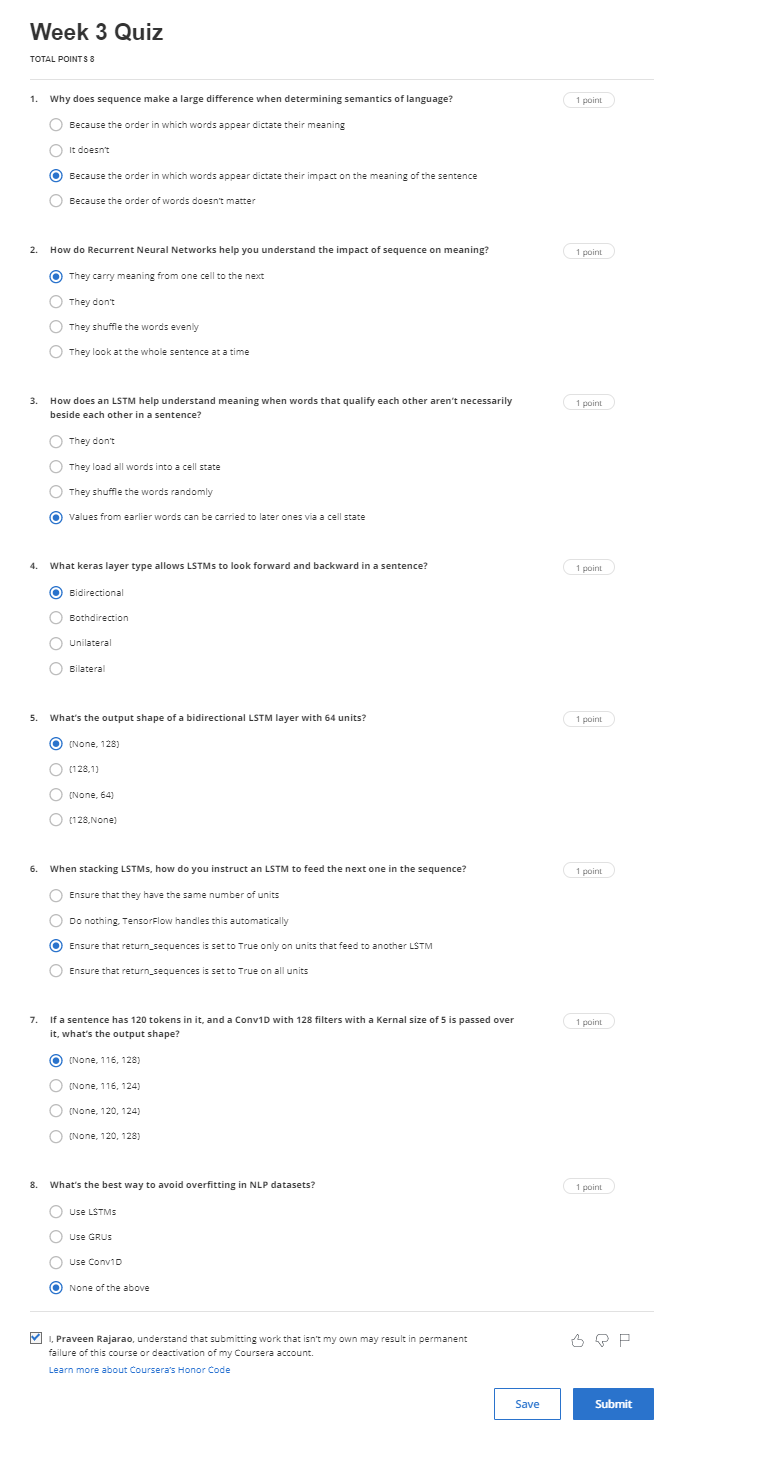 Week 3 Quiz
TOTAL POINTS 8
1. Why does sequence make a large difference when determining semantics of language?
1 point
Because the order in which words appear dictate their meaning
It doesn't
Because the order in which words appear dictate their impact on the meaning of the sentence
Because the order of words doesn't matter
2. How do Recurrent Neural Networks help you understand the impact of sequence on meaning?
1 point
They carry meaning from one cell to the next
They don't
They shuffle the words evenly
They look at the whole sentence at a time
3. How does an LSTM help understand meaning when words that qualify each other aren't necessarily
beside each other in a sentence?
1 point
They don't
They load all words into a cell state
They shuffle the words randomly
Values from earlier words can be carried to later ones via a cell state
4. What keras layer type allows LSTMs to look forward and backward in a sentence?
1 point
Bidirectional
Bothdirection
Unilateral
Bilateral
5. What's the output shape of a bidirectional LSTM layer with 64 units?
1 point
(None, 128)
(128,1)
(None, 64)
(128,None)
6. When stacking LSTMs, how do you instruct an LSTM to feed the next one in the sequence?
1 point
Ensure that they have the same number of units
Do nothing, TensorFlow handles this automatically
Ensure that return_sequences is set to True only on units that feed to another LSTM
Ensure that return_sequences is set to True on all units
7. If a sentence has 120 tokens in it, and a Conv1D with 128 filters with a Kernal size of 5 is passed over
it, what's the output shape?
1 point
(None, 116, 128)
(None, 116, 124)
(None, 120, 124)
(None, 120, 128)
8. What's the best way to avoid overfitting in NLP datasets?
1 point
Use LSTMs
Use GRUs
Use Conv1D
None of the above
I, Praveen Rajarao, understand that submitting work that isn't my own may result in permanent
failure of this course or deactivation of my Coursera account.
Learn more about Coursera's Honor Code
Save
Submit